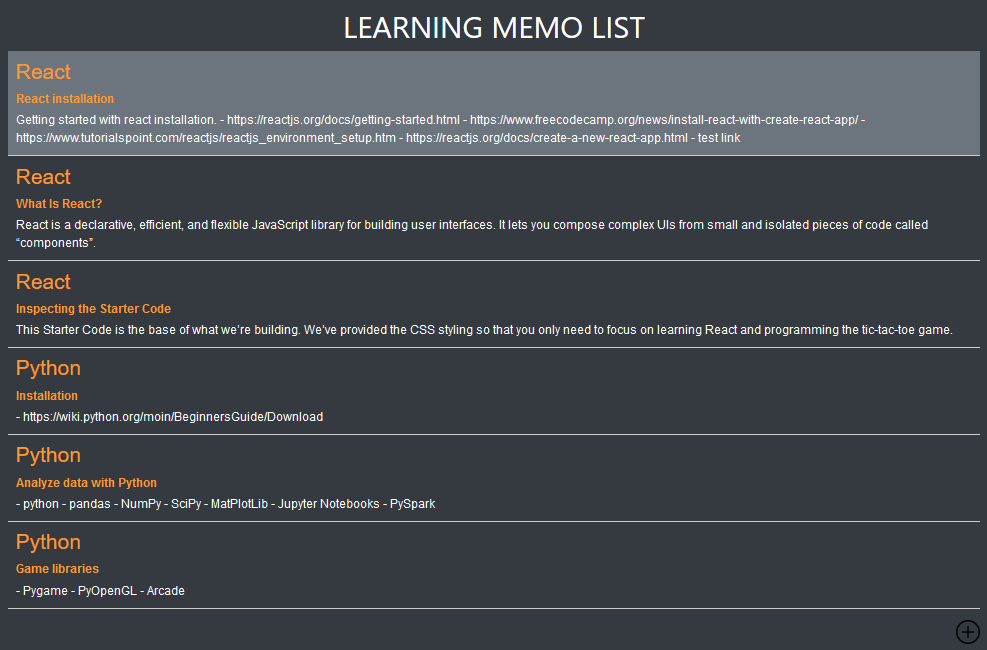 LEARNING MEMO LIST
React
React installation
Getting started with react installation. - https://reactjs.org/docs/getting-started.html - https://www.freecodecamp.org/news/install-react-with-create-react-app/ -
https://www.tutorialspoint.com/reactjs/reactjs_environment_setup.htm - https://reactjs.org/docs/create-a-new-react-app.html - test link
React
What Is React?
React is a declarative, efficient, and flexible JavaScript library for building user interfaces. It lets you compose complex UIs from small and isolated pieces of code called
“components”.
React
Inspecting the Starter Code
This Starter Code is the base of what we’re building. We’ve provided the CSS styling so that you only need to focus on learning React and programming the tic-tac-toe game.
Python
Installation
- https://wiki.python.org/moin/BeginnersGuide/Download
Python
Analyze data with Python
- python - pandas - NumPy - SciPy - MatPlotLib - Jupyter Notebooks - PySpark
Python
Game libraries
- Pygame - PyOpenGL - Arcade